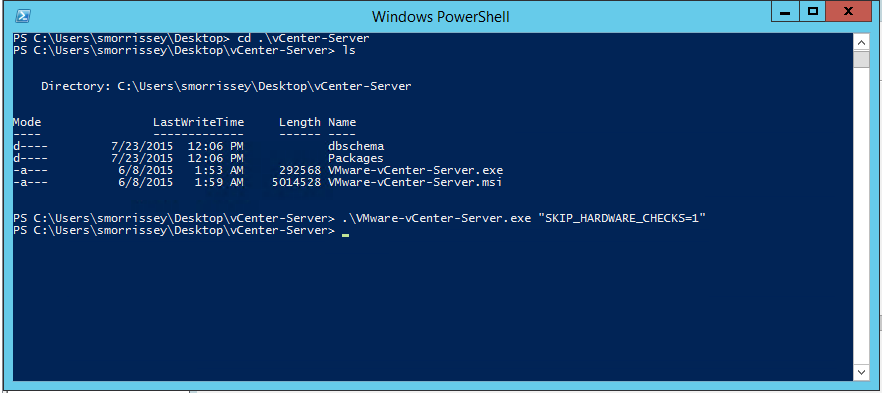 Windows PowerShell
PS C:\Users\smorrissey\Desktop> cd .\vCenter-Server
PS C:\Users\smorrissey\Desktop\vCenter-Server> ls
Directory: C:\Users\smorrissey\Desktop\vCenter-Server
Mode LastWriteTime Length Name
---- ------------- ------ ----
d---- 7/23/2015 12:06 PM dbschema
d---- 7/23/2015 12:06 PM Packages
-a--- 6/8/2015 1:53 AM 292568 VMware-vCenter-Server.exe
-a--- 6/8/2015 1:59 AM 5014528 VMware-vCenter-Server.msi
PS C:\Users\smorrissey\Desktop\vCenter-Server> .\VMware-vCenter-Server.exe "SKIP_HARDWARE_CHECKS=1"
PS C:\Users\smorrissey\Desktop\vCenter-Server>